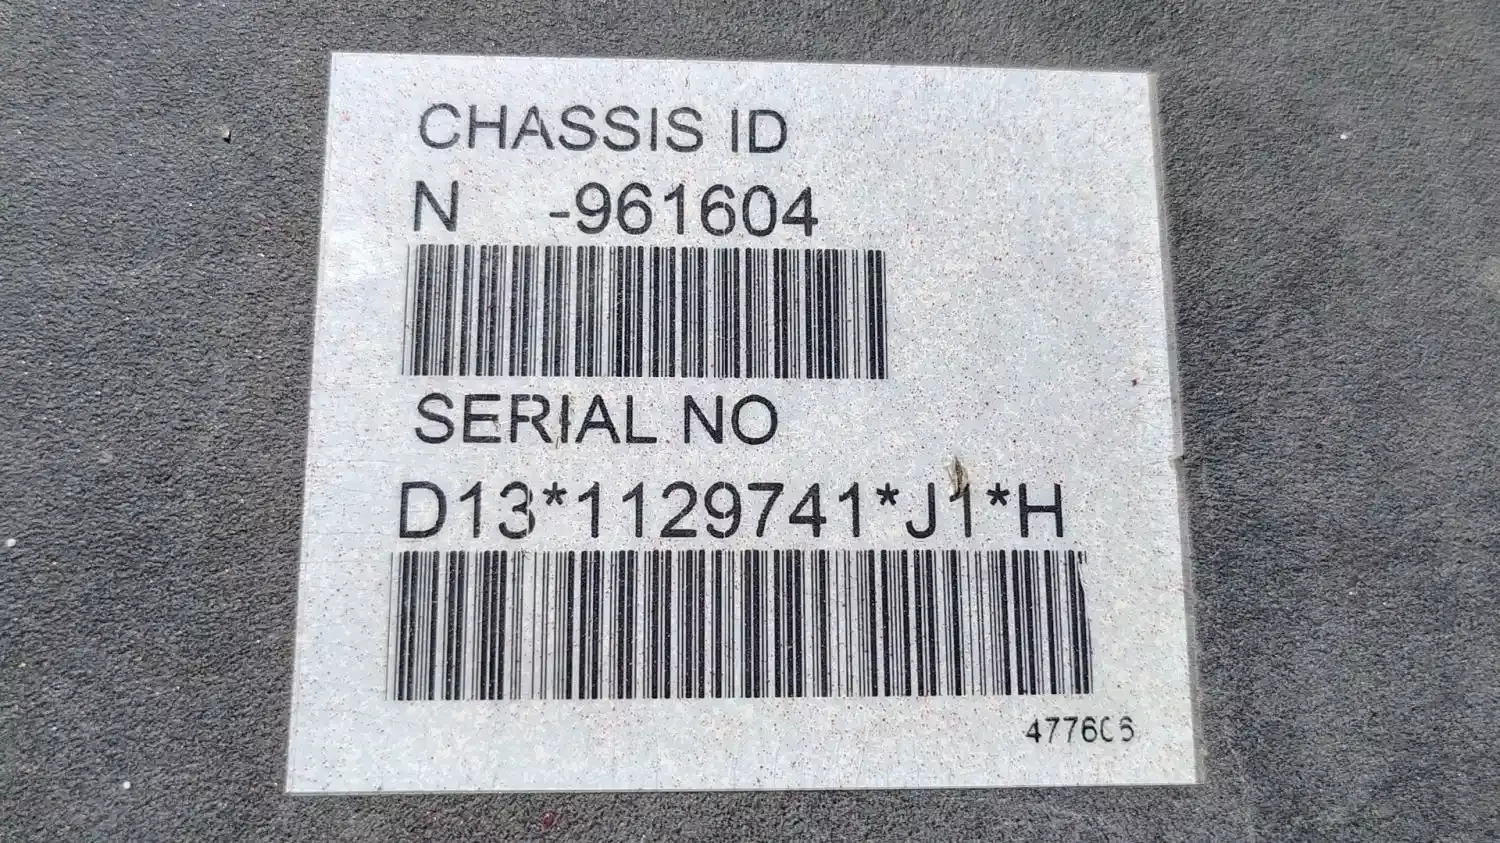 CHASSIS ID
N -961604
SERIAL NO
D13*1129741*J1*H
477606